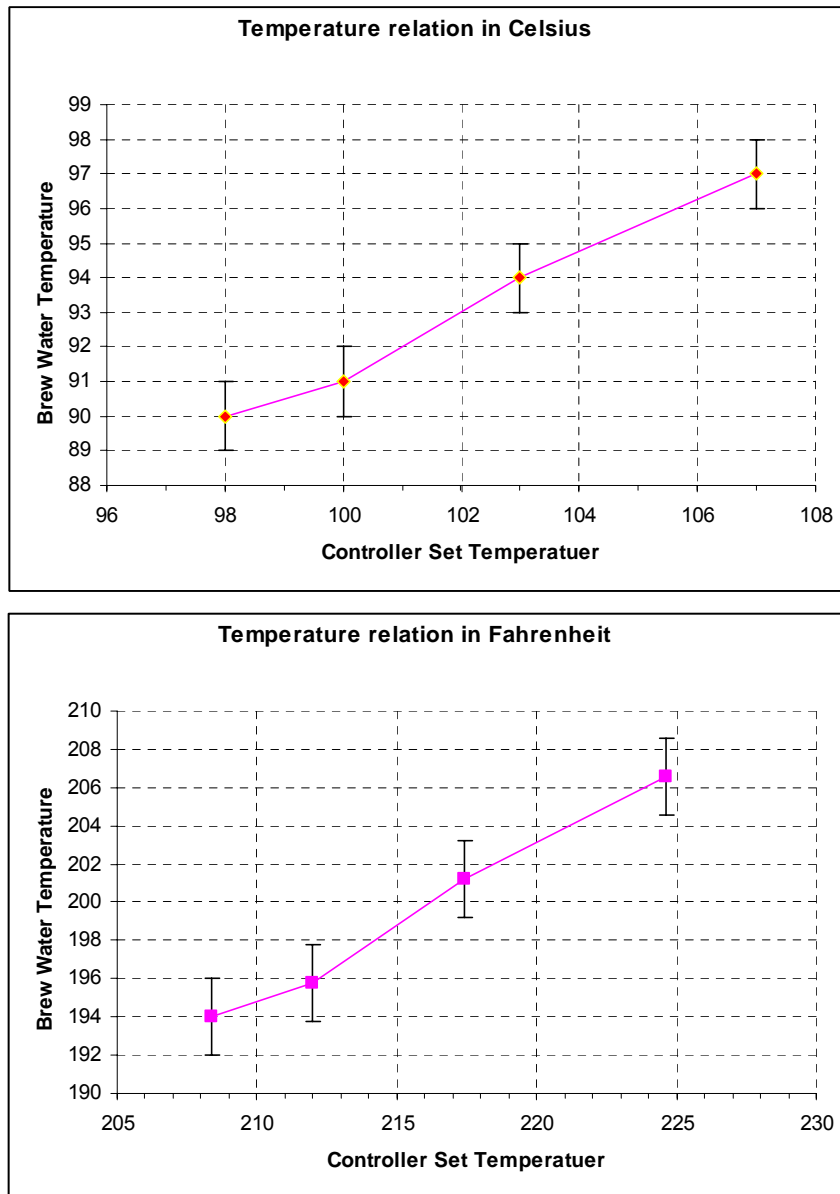 Temperature relation in Celsius
99
98
97
96
95
94
93
92
91
90
89
88
Brew Water Temperature
96 98 100 102 104 106 108
Controller Set Temperatuer
Temperature relation in Fahrenheit
210
208
206
204
202
200
198
196
194
192
190
Brew Water Temperature
205 210 215 220 225 230
Controller Set Temperatuer